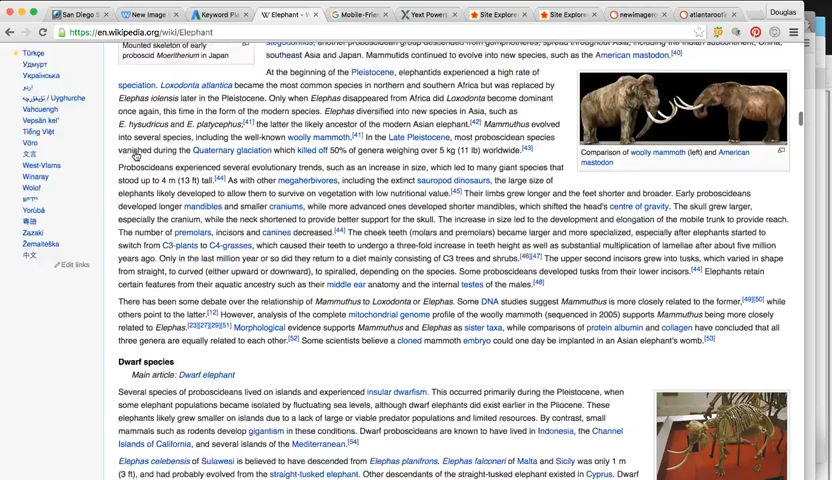 San Diego S
New Image
Keyword Pl
Elephant - W
Mobile-Frie
Yext Power
Site Explore
Site Explore
newimagero
atlantaroofi
Douglas
https://en.wikipedia.org/wiki/Elephant
Türkçe
Удмурт
Українська
اردو
ئۇيغۇرچە / Uyghurche
Vahcuengh
Vepsän kel'
Tiếng Việt
Võro
文言
West-Vlams
Winaray
Wolof
ייִדיש
Yorùbá
粵語
Zazaki
Žemaitėška
中文
Edit links
Mounted skeleton of early
proboscid Moeritherium in Japan
southeast Asia and Japan. Mammutids continued to evolve into new species, such as the American mastodon.[40]
At the beginning of the Pleistocene, elephantids experienced a high rate of
speciation. Loxodonta atlantica became the most common species in northern and southern Africa but was replaced by
Elephas iolensis later in the Pleistocene. Only when Elephas disappeared from Africa did Loxodonta become dominant
once again, this time in the form of the modern species. Elephas diversified into new species in Asia, such as
E. hysudricus and E. platycephus;[41] the latter the likely ancestor of the modern Asian elephant.[42] Mammuthus evolved
into several species, including the well-known woolly mammoth.[41] In the Late Pleistocene, most proboscidean species
vanished during the Quaternary glaciation which killed off 50% of genera weighing over 5 kg (11 lb) worldwide.[43]
Comparison of woolly mammoth (left) and American
mastodon
Proboscideans experienced several evolutionary trends, such as an increase in size, which led to many giant species that
stood up to 4 m (13 ft) tall.[44] As with other megaherbivores, including the extinct sauropod dinosaurs, the large size of
elephants likely developed to allow them to survive on vegetation with low nutritional value.[45] Their limbs grew longer and the feet shorter and broader. Early proboscideans
developed longer mandibles and smaller craniums, while more advanced ones developed shorter mandibles, which shifted the head's centre of gravity. The skull grew larger,
especially the cranium, while the neck shortened to provide better support for the skull. The increase in size led to the development and elongation of the mobile trunk to provide reach.
The number of premolars, incisors and canines decreased.[44] The cheek teeth (molars and premolars) became larger and more specialized, especially after elephants started to
switch from C3-plants to C4-grasses, which caused their teeth to undergo a three-fold increase in teeth height as well as substantial multiplication of lamellae after about five million
years ago. Only in the last million year or so did they return to a diet mainly consisting of C3 trees and shrubs.[46][47] The upper second incisors grew into tusks, which varied in shape
from straight, to curved (either upward or downward), to spiralled, depending on the species. Some proboscideans developed tusks from their lower incisors.[44] Elephants retain
certain features from their aquatic ancestry such as their middle ear anatomy and the internal testes of the males.[48]
There has been some debate over the relationship of Mammuthus to Loxodonta or Elephas. Some DNA studies suggest Mammuthus is more closely related to the former,[49][50] while
others point to the latter.[12] However, analysis of the complete mitochondrial genome profile of the woolly mammoth (sequenced in 2005) supports Mammuthus being more closely
related to Elephas.[23][27][29][51] Morphological evidence supports Mammuthus and Elephas as sister taxa, while comparisons of protein albumin and collagen have concluded that all
three genera are equally related to each other.[52] Some scientists believe a cloned mammoth embryo could one day be implanted in an Asian elephant's womb.[53]
Dwarf species
Main article: Dwarf elephant
Several species of proboscideans lived on islands and experienced insular dwarfism. This occurred primarily during the Pleistocene, when
some elephant populations became isolated by fluctuating sea levels, although dwarf elephants did exist earlier in the Pliocene. These
elephants likely grew smaller on islands due to a lack of large or viable predator populations and limited resources. By contrast, small
mammals such as rodents develop gigantism in these conditions. Dwarf proboscideans are known to have lived in Indonesia, the Channel
Islands of California, and several islands of the Mediterranean.[54]
Elephas celebensis of Sulawesi is believed to have descended from Elephas planifrons. Elephas falconeri of Malta and Sicily was only 1 m
(3 ft), and had probably evolved from the straight-tusked elephant. Other descendants of the straight-tusked elephant existed in Cyprus. Dwarf